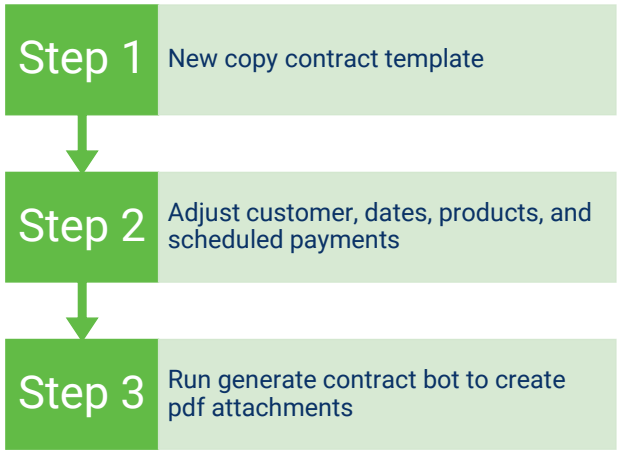 Step 1
New copy contract template
Step 2
Adjust customer, dates, products, and
scheduled payments
Step 3
Run generate contract bot to create
pdf attachments